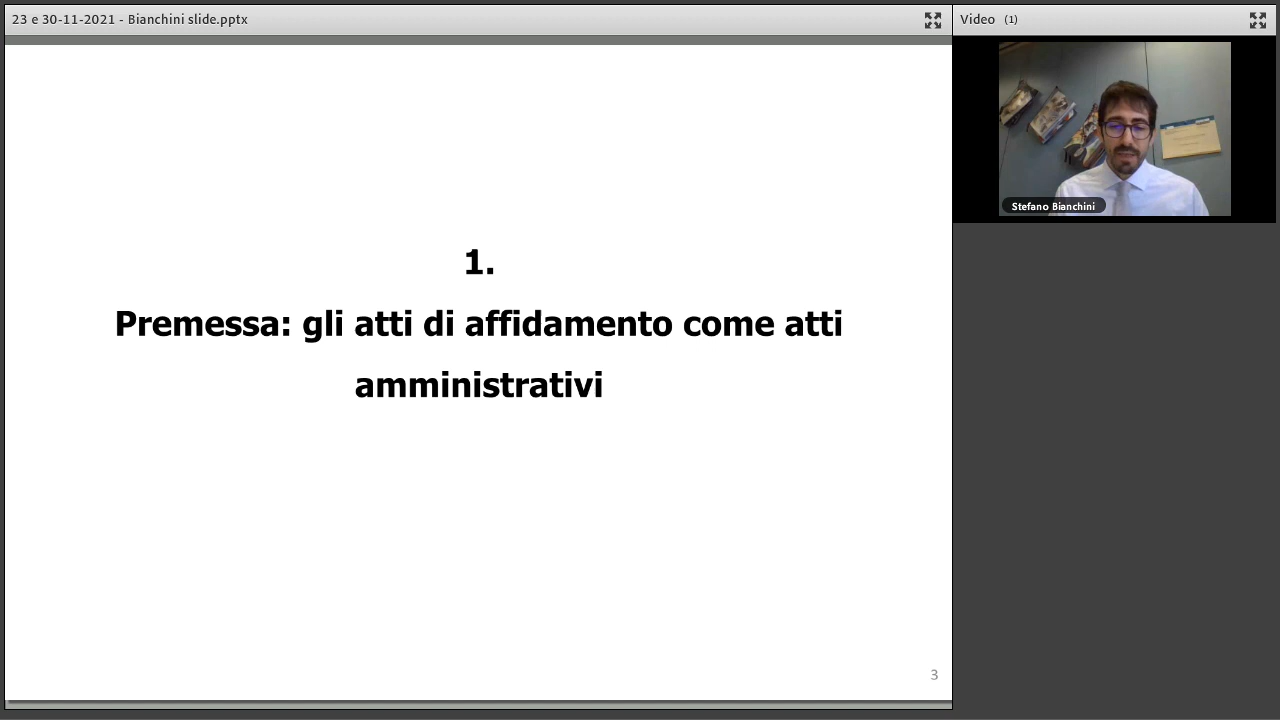 23 e 30-11-2021 - Bianchini slide.pptx
Video (1)
Stefano Bianchini
1.
Premessa: gli atti di affidamento come atti
amministrativi
3